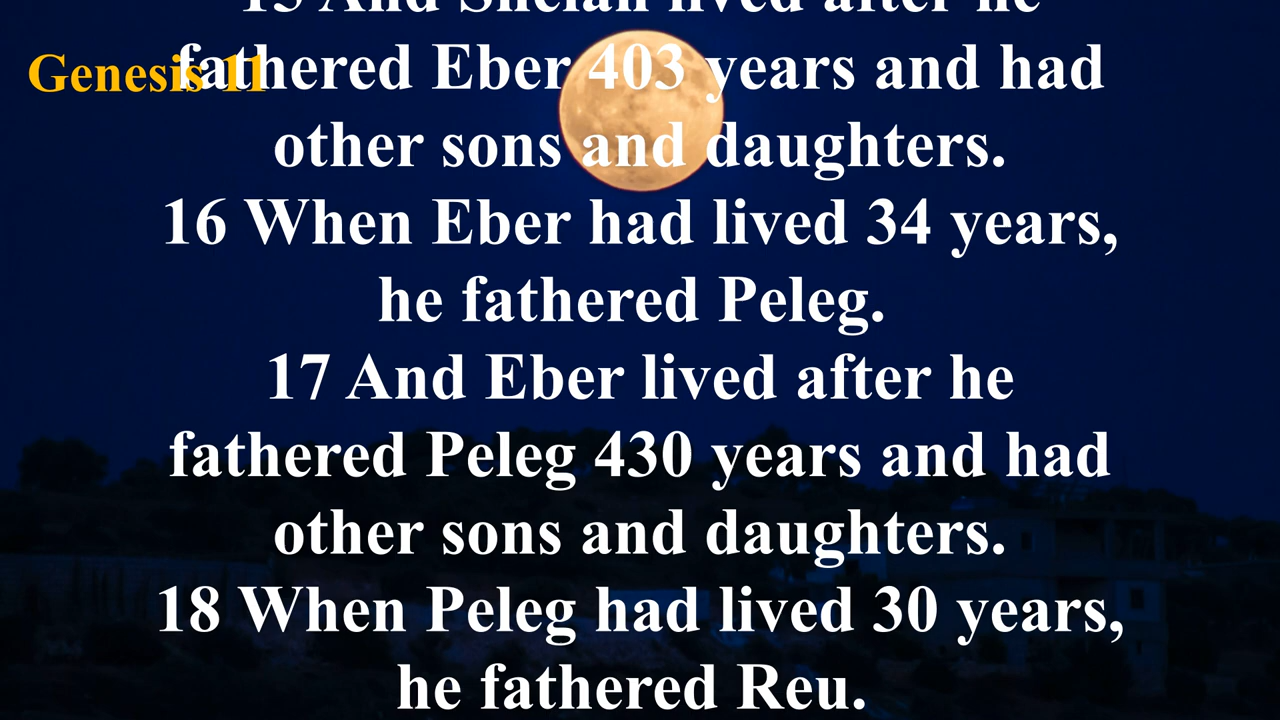 15 And Shelah lived after he
Genesis 11
fathered Eber 403 years and had
other sons and daughters.
16 When Eber had lived 34 years,
he fathered Peleg.
17 And Eber lived after he
fathered Peleg 430 years and had
other sons and daughters.
18 When Peleg had lived 30 years,
he fathered Reu.